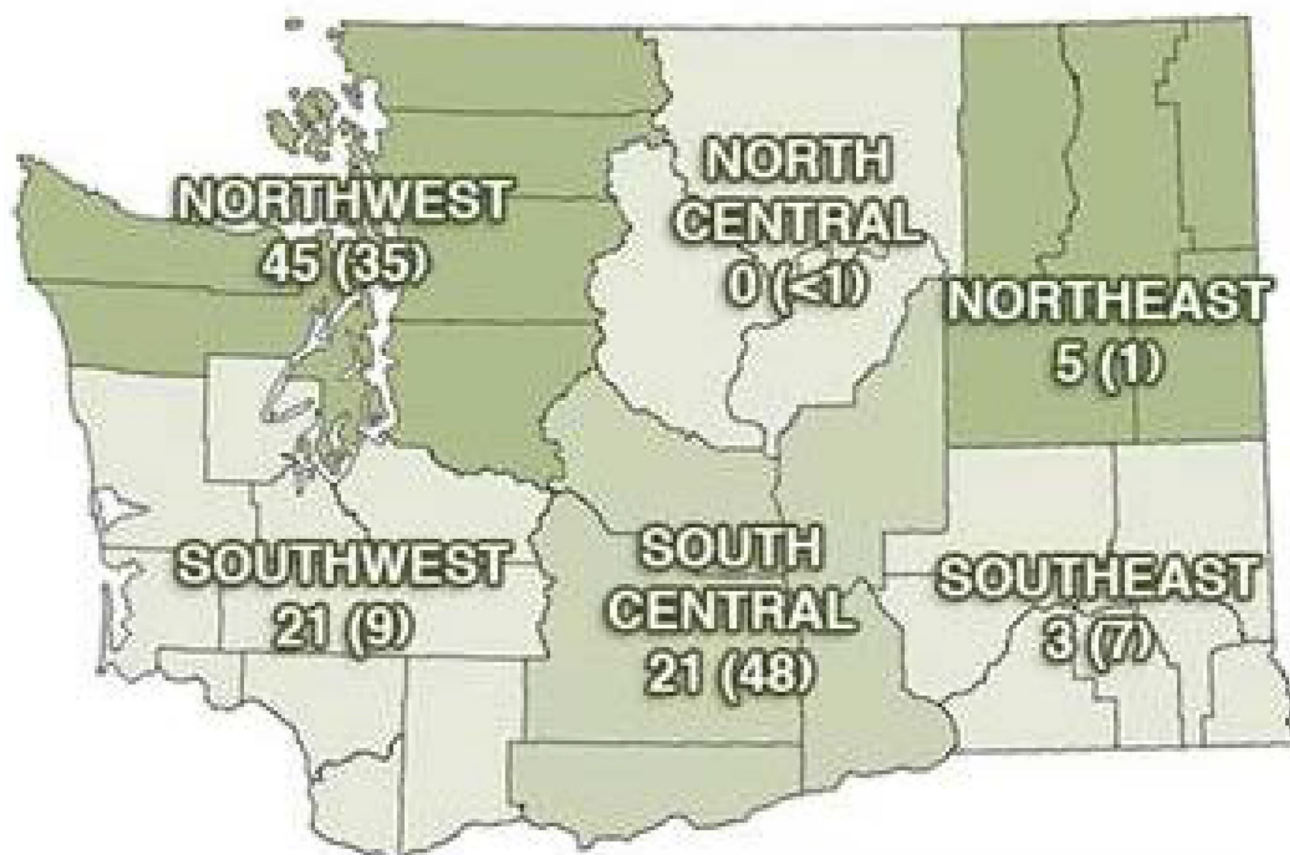 NORTHWEST
45 (35)
NORTH
CENTRAL
0 (<1)
NORTHEAST
5 (1)
SOUTHWEST
21 (9)
SOUTH
CENTRAL
21 (48)
SOUTHEAST
3 (7)